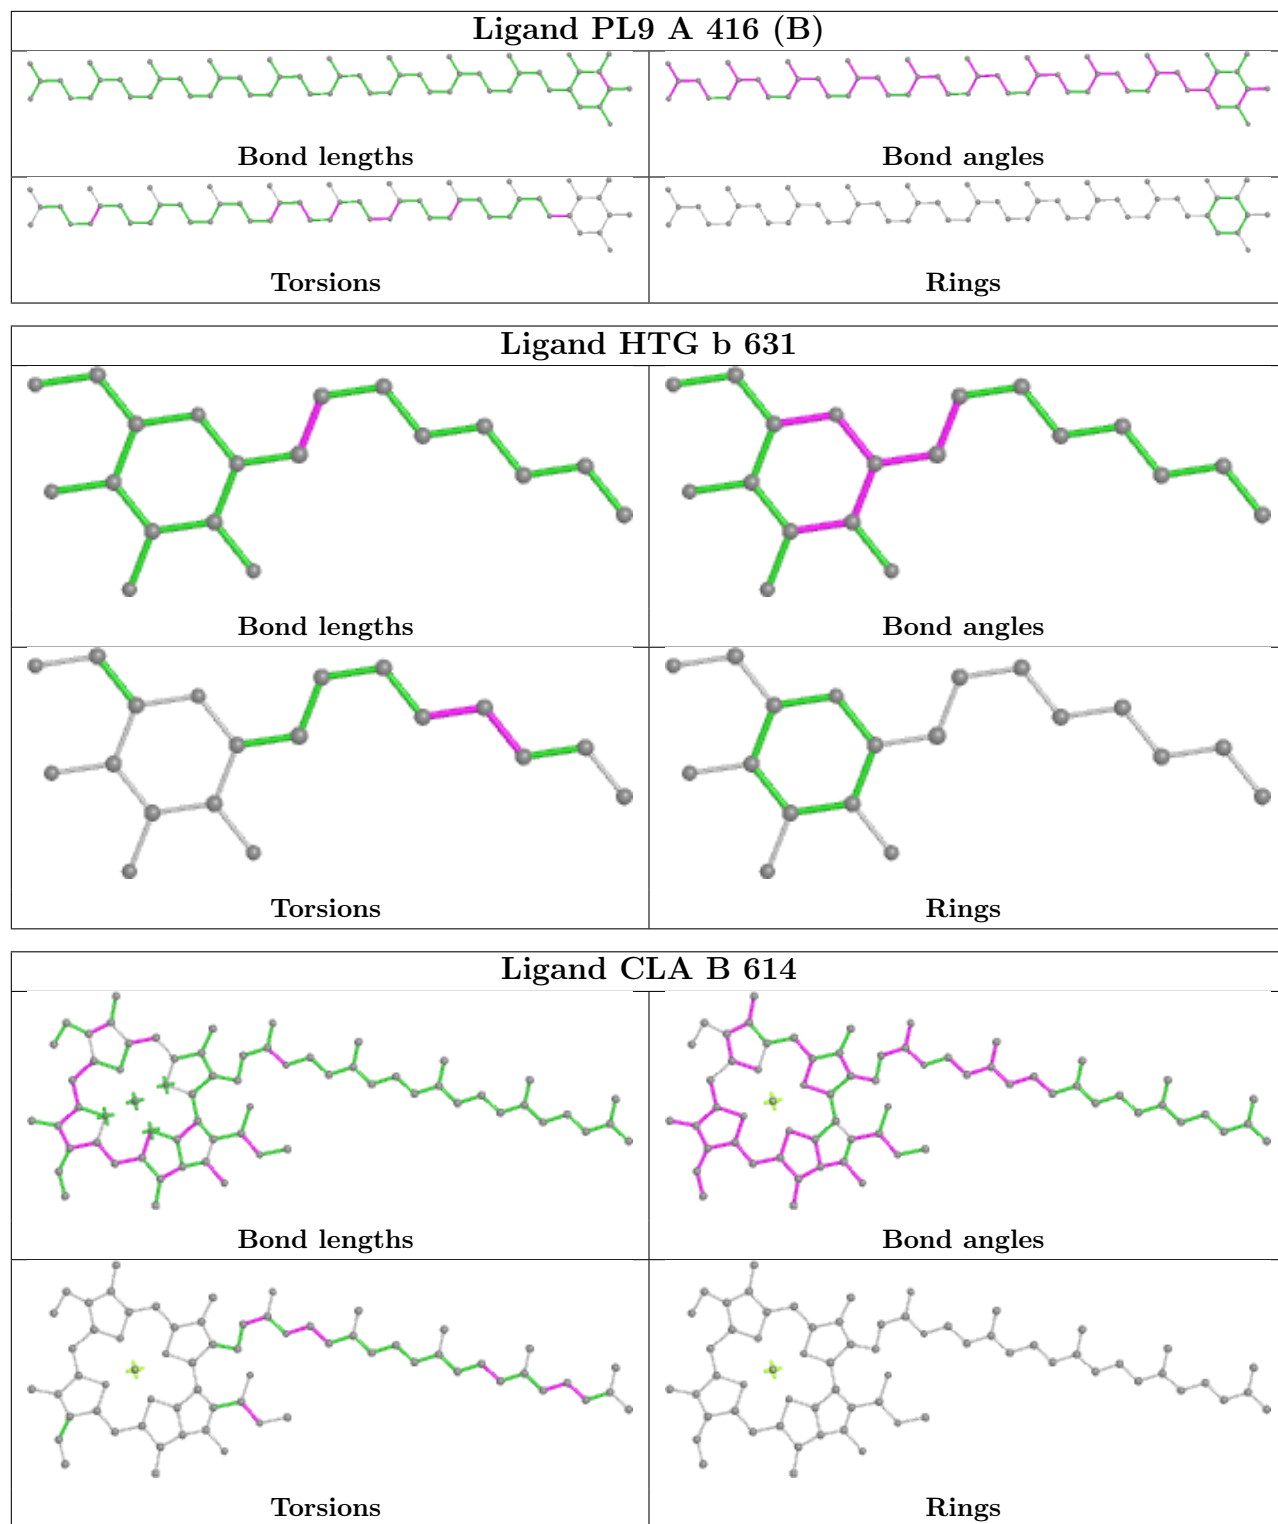 Ligand PL9 A 416 (B)
Bond lengths
Bond angles
Torsions
Rings
Ligand HTG b 631
Bond lengths
Bond angles
Torsions
Rings
Ligand CLA B 614
Bond lengths
Bond angles
Torsions
Rings